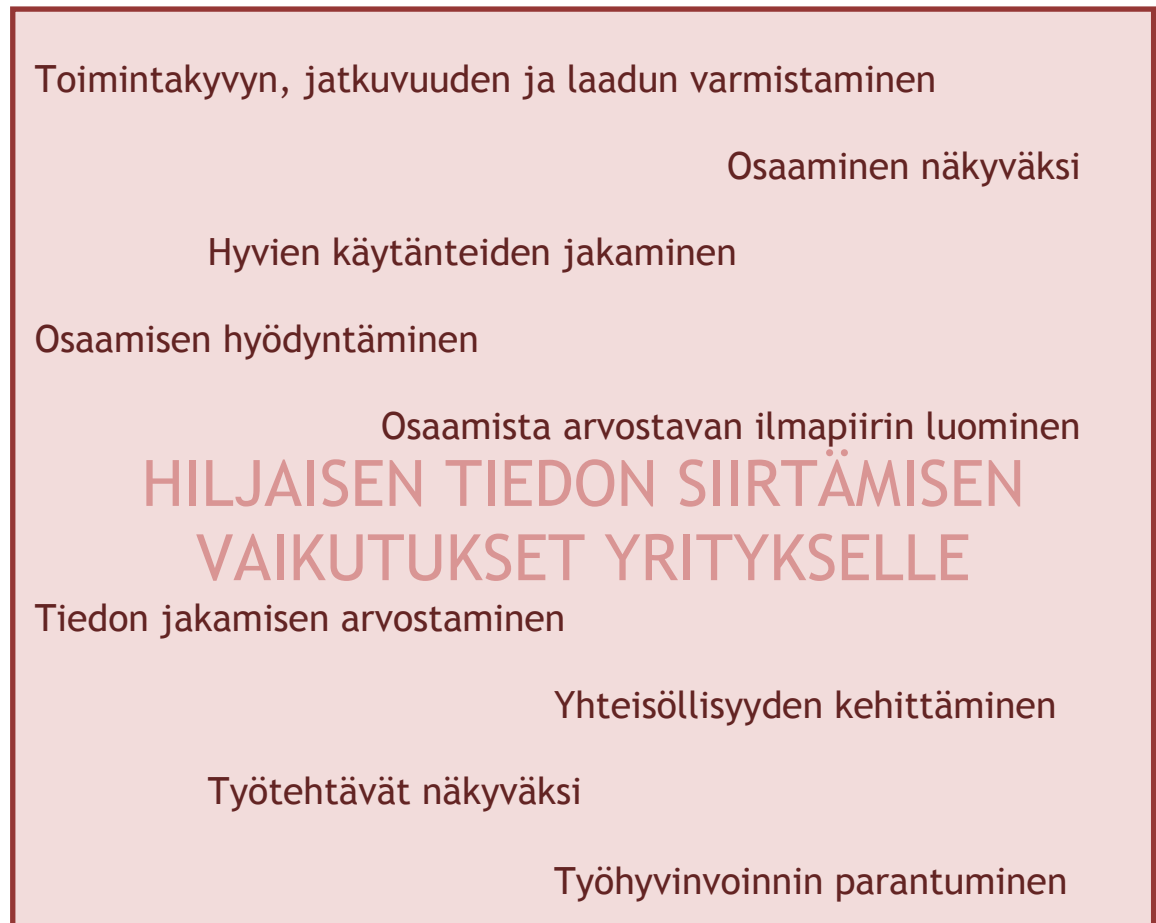 Toimintakyvyn, jatkuvuuden ja laadun varmistaminen
Osaaminen näkyväksi
Hyvien käytänteiden jakaminen
Osaamisen hyödyntäminen
Osaamista arvostavan ilmapiirin luominen
HILJAISEN TIEDON SIIRTÄMISEN
VAIKUTUKSET YRITYKSELLE
Tiedon jakamisen arvostaminen
Yhteisöllisyyden kehittäminen
Työtehtävät näkyväksi
Työhyvinvoinnin parantuminen